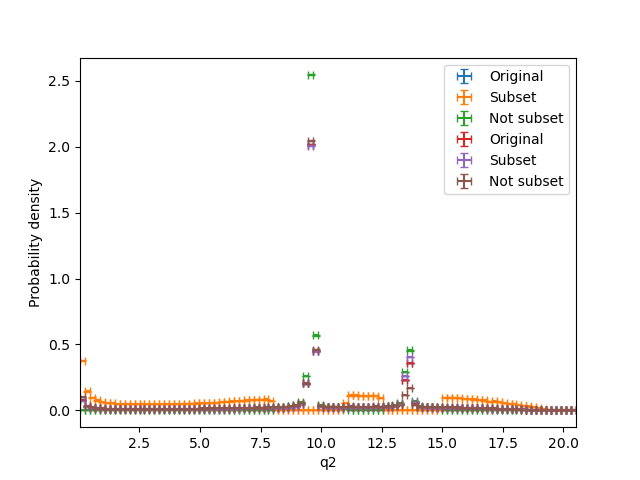 2.5
2.0
1.5
1.0
0.5
0.0
Probability density
Original
Subset
Not subset
Original
Subset
Not subset
2.5 5.0 7.5 10.0 12.5 15.0 17.5 20.0
q2